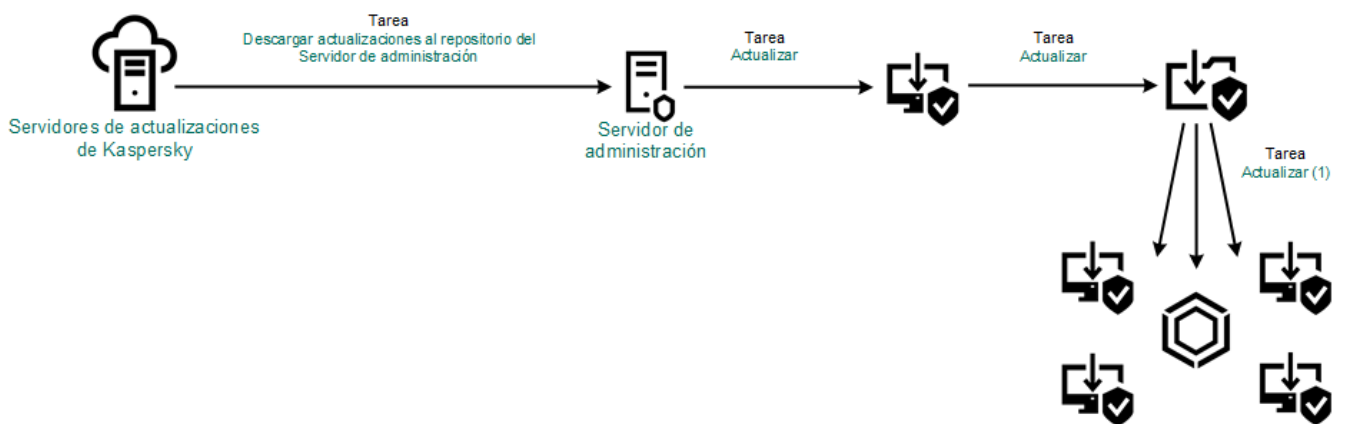 Tarea
Descargar actualizaciones al repositorio del
Servidor de administración
Tarea
Actualizar
Tarea
Actualizar
Servidores de actualizaciones
de Kaspersky
Servidor de
administración
Tarea
Actualizar (1)